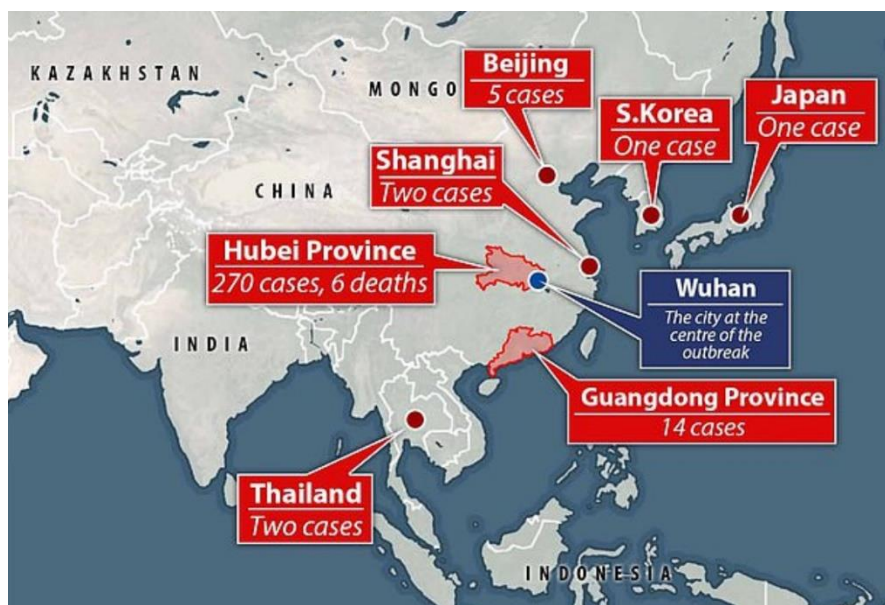 KAZAKHSTAN
MONGO
Beijing
5 cases
S.Korea
One case
Japan
One case
Shanghai
Two cases
CHINA
Hubei Province
270 cases, 6 deaths
Wuhan
The city at the
centre of the
outbreak
INDIA
Guangdong Province
14 cases
Thailand
Two cases
INDONESIA